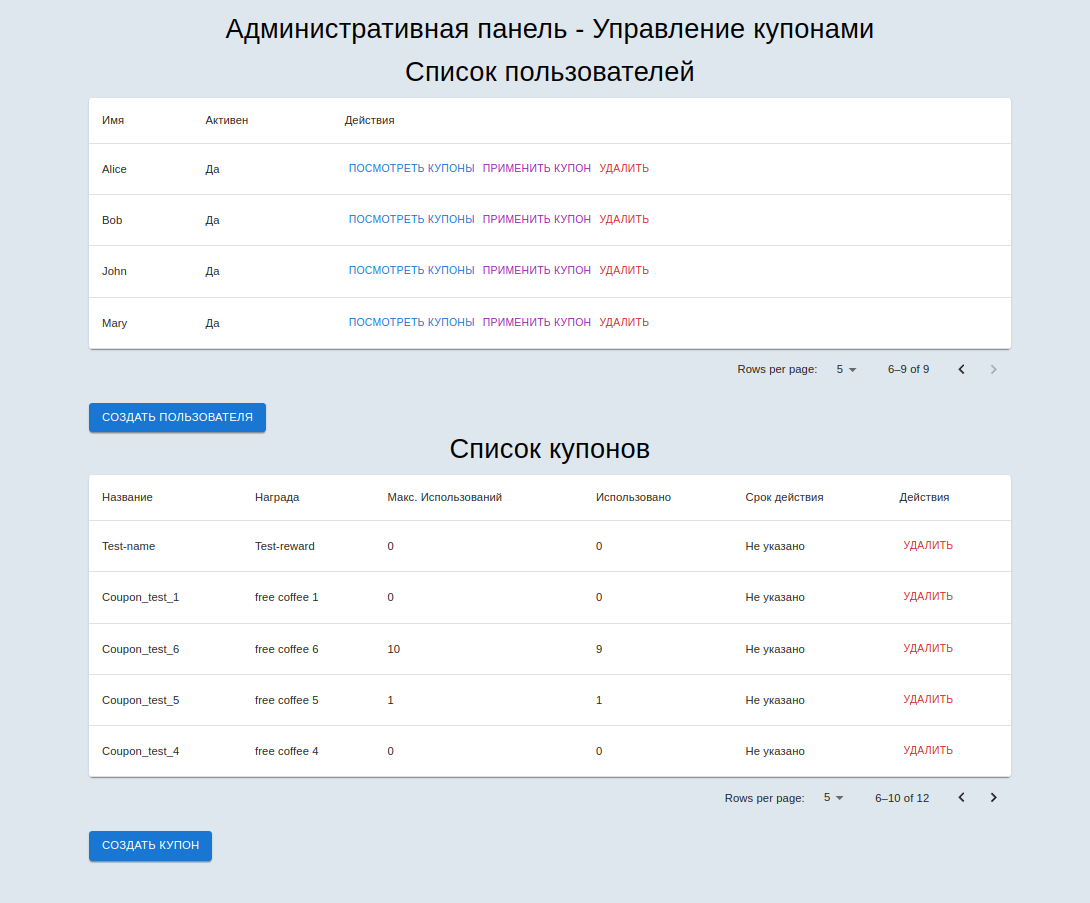 Административная панель - Управление купонами
Список пользователей
Имя Активен Действия
Alice Да ПОСМОТРЕТЬ КУПОНЫ ПРИМЕНИТЬ КУПОН УДАЛИТЬ
Bob Да ПОСМОТРЕТЬ КУПОНЫ ПРИМЕНИТЬ КУПОН УДАЛИТЬ
John Да ПОСМОТРЕТЬ КУПОНЫ ПРИМЕНИТЬ КУПОН УДАЛИТЬ
Mary Да ПОСМОТРЕТЬ КУПОНЫ ПРИМЕНИТЬ КУПОН УДАЛИТЬ
Rows per page: 5 6–9 of 9
СОЗДАТЬ ПОЛЬЗОВАТЕЛЯ
Список купонов
Название Награда Макс. Использований Использовано Срок действия Действия
Test-name Test-reward 0 0 Не указано УДАЛИТЬ
Coupon_test_1 free coffee 1 0 0 Не указано УДАЛИТЬ
Coupon_test_6 free coffee 6 10 9 Не указано УДАЛИТЬ
Coupon_test_5 free coffee 5 1 1 Не указано УДАЛИТЬ
Coupon_test_4 free coffee 4 0 0 Не указано УДАЛИТЬ
Rows per page: 5 6–10 of 12
СОЗДАТЬ КУПОН